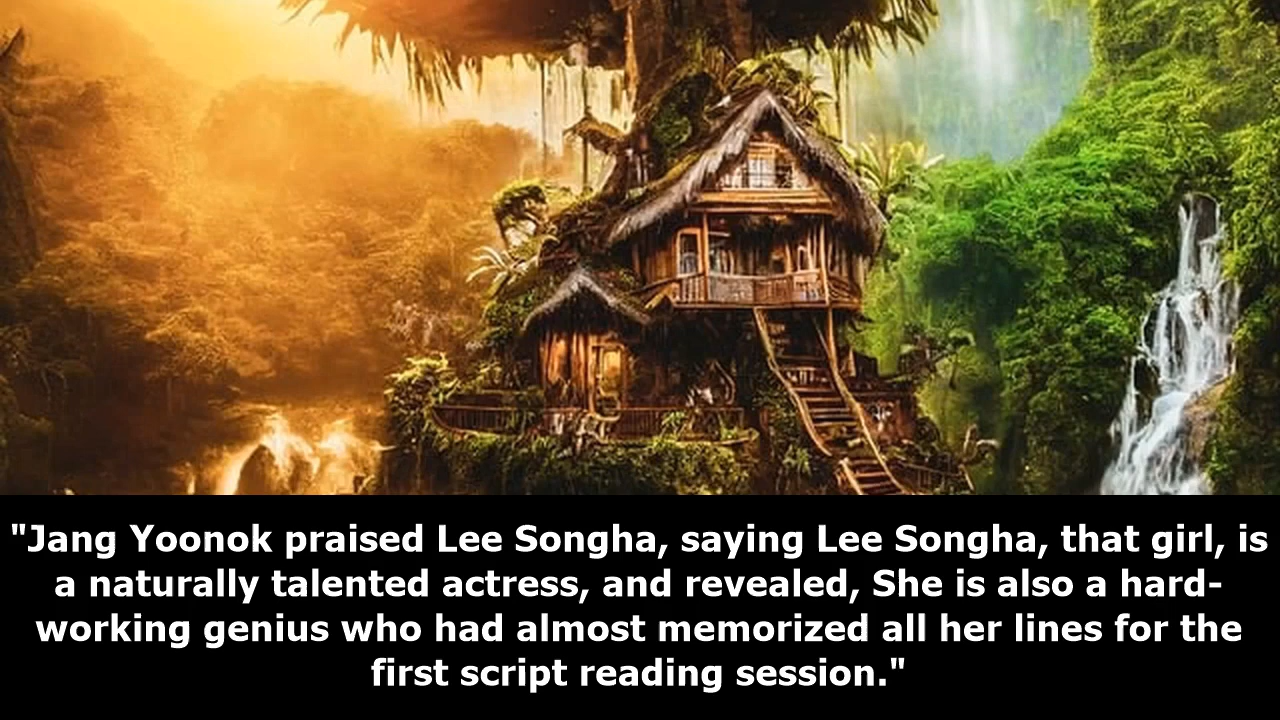 "Jang Yoonok praised Lee Songha, saying Lee Songha, that girl, is
a naturally talented actress, and revealed, She is also a hard-
working genius who had almost memorized all her lines for the
first script reading session."